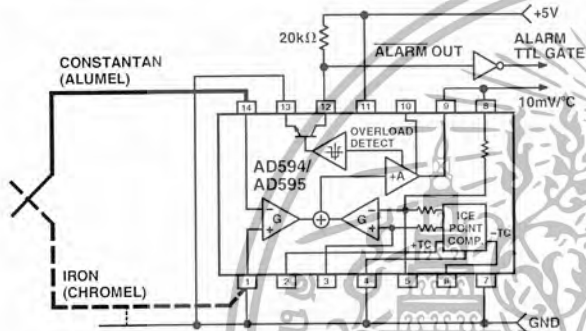 +5V
20kΩ
ALARM OUT
ALARM
TTL GATE
CONSTANTAN
(ALUMEL)
10mV/°C
14 13 12 11 10 9 8
OVERLOAD
DETECT
AD594/
AD595
+A
G
G
ICE
POINT
COMP.
+TC
-TC
1 2 3 4 5 6 7
IRON
(CHROMEL)
GND